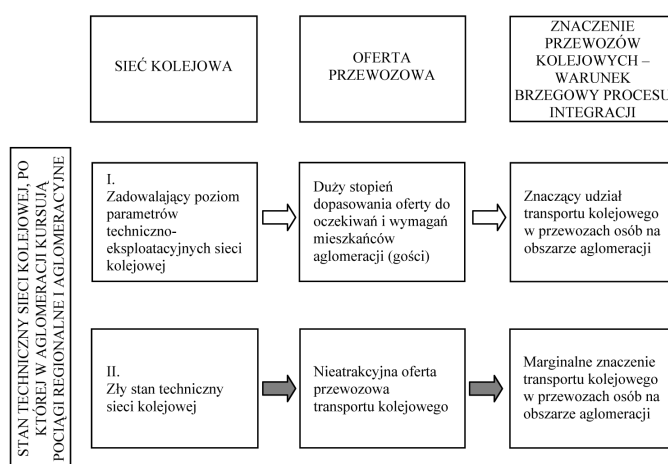 SIEĆ KOLEJOWA
OFERTA
PRZEWOZOWA
ZNACZENIE
PRZEWOZÓW
KOLEJOWYCH –
WARUNEK
BRZEGOWY PROCESU
INTEGRACJI
STAN TECHNICZNY SIECI KOLEJOWEJ, PO
KTÓREJ W AGLOMERACJI KURSUJĄ
POCIĄGI REGIONALNE I AGLOMERACYJNE
I.
Zadowalający poziom
parametrów
techniczno-
eksploatacyjnych sieci
kolejowej
Duży stopień
dopasowania oferty do
oczekiwań i wymagań
mieszkańców
aglomeracji (gości)
Znaczący udział
transportu kolejowego
w przewozach osób na
obszarze aglomeracji
II.
Zły stan techniczny
sieci kolejowej
Nieatrakcyjna oferta
przewozowa
transportu kolejowego
Marginalne znaczenie
transportu kolejowego
w przewozach osób na
obszarze aglomeracji